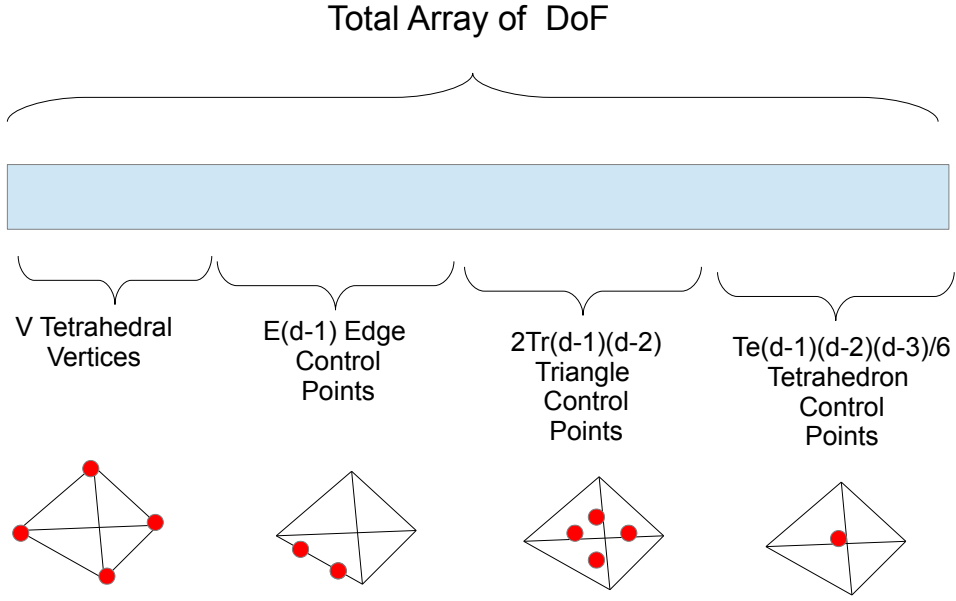 Total Array of DoF
V Tetrahedral
Vertices
E(d-1) Edge
Control
Points
2Tr(d-1)(d-2)
Triangle
Control
Points
Te(d-1)(d-2)(d-3)/6
Tetrahedron
Control
Points